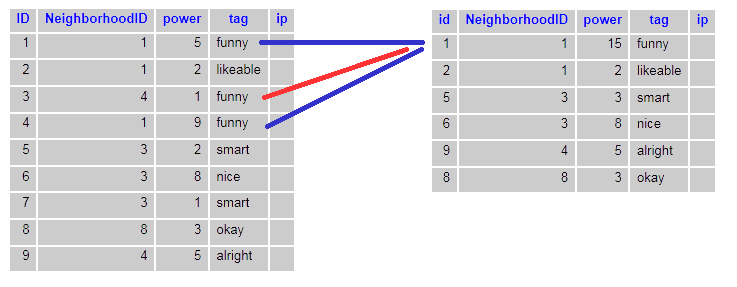 ID NeighborhoodID power tag ip
1 1 5 funny
2 1 2 likeable
3 4 1 funny
4 1 9 funny
5 3 2 smart
6 3 8 nice
7 3 1 smart
8 8 3 okay
9 4 5 alright
id NeighborhoodID power tag ip
1 1 15 funny
2 1 2 likeable
5 3 3 smart
6 3 8 nice
9 4 5 alright
8 8 3 okay